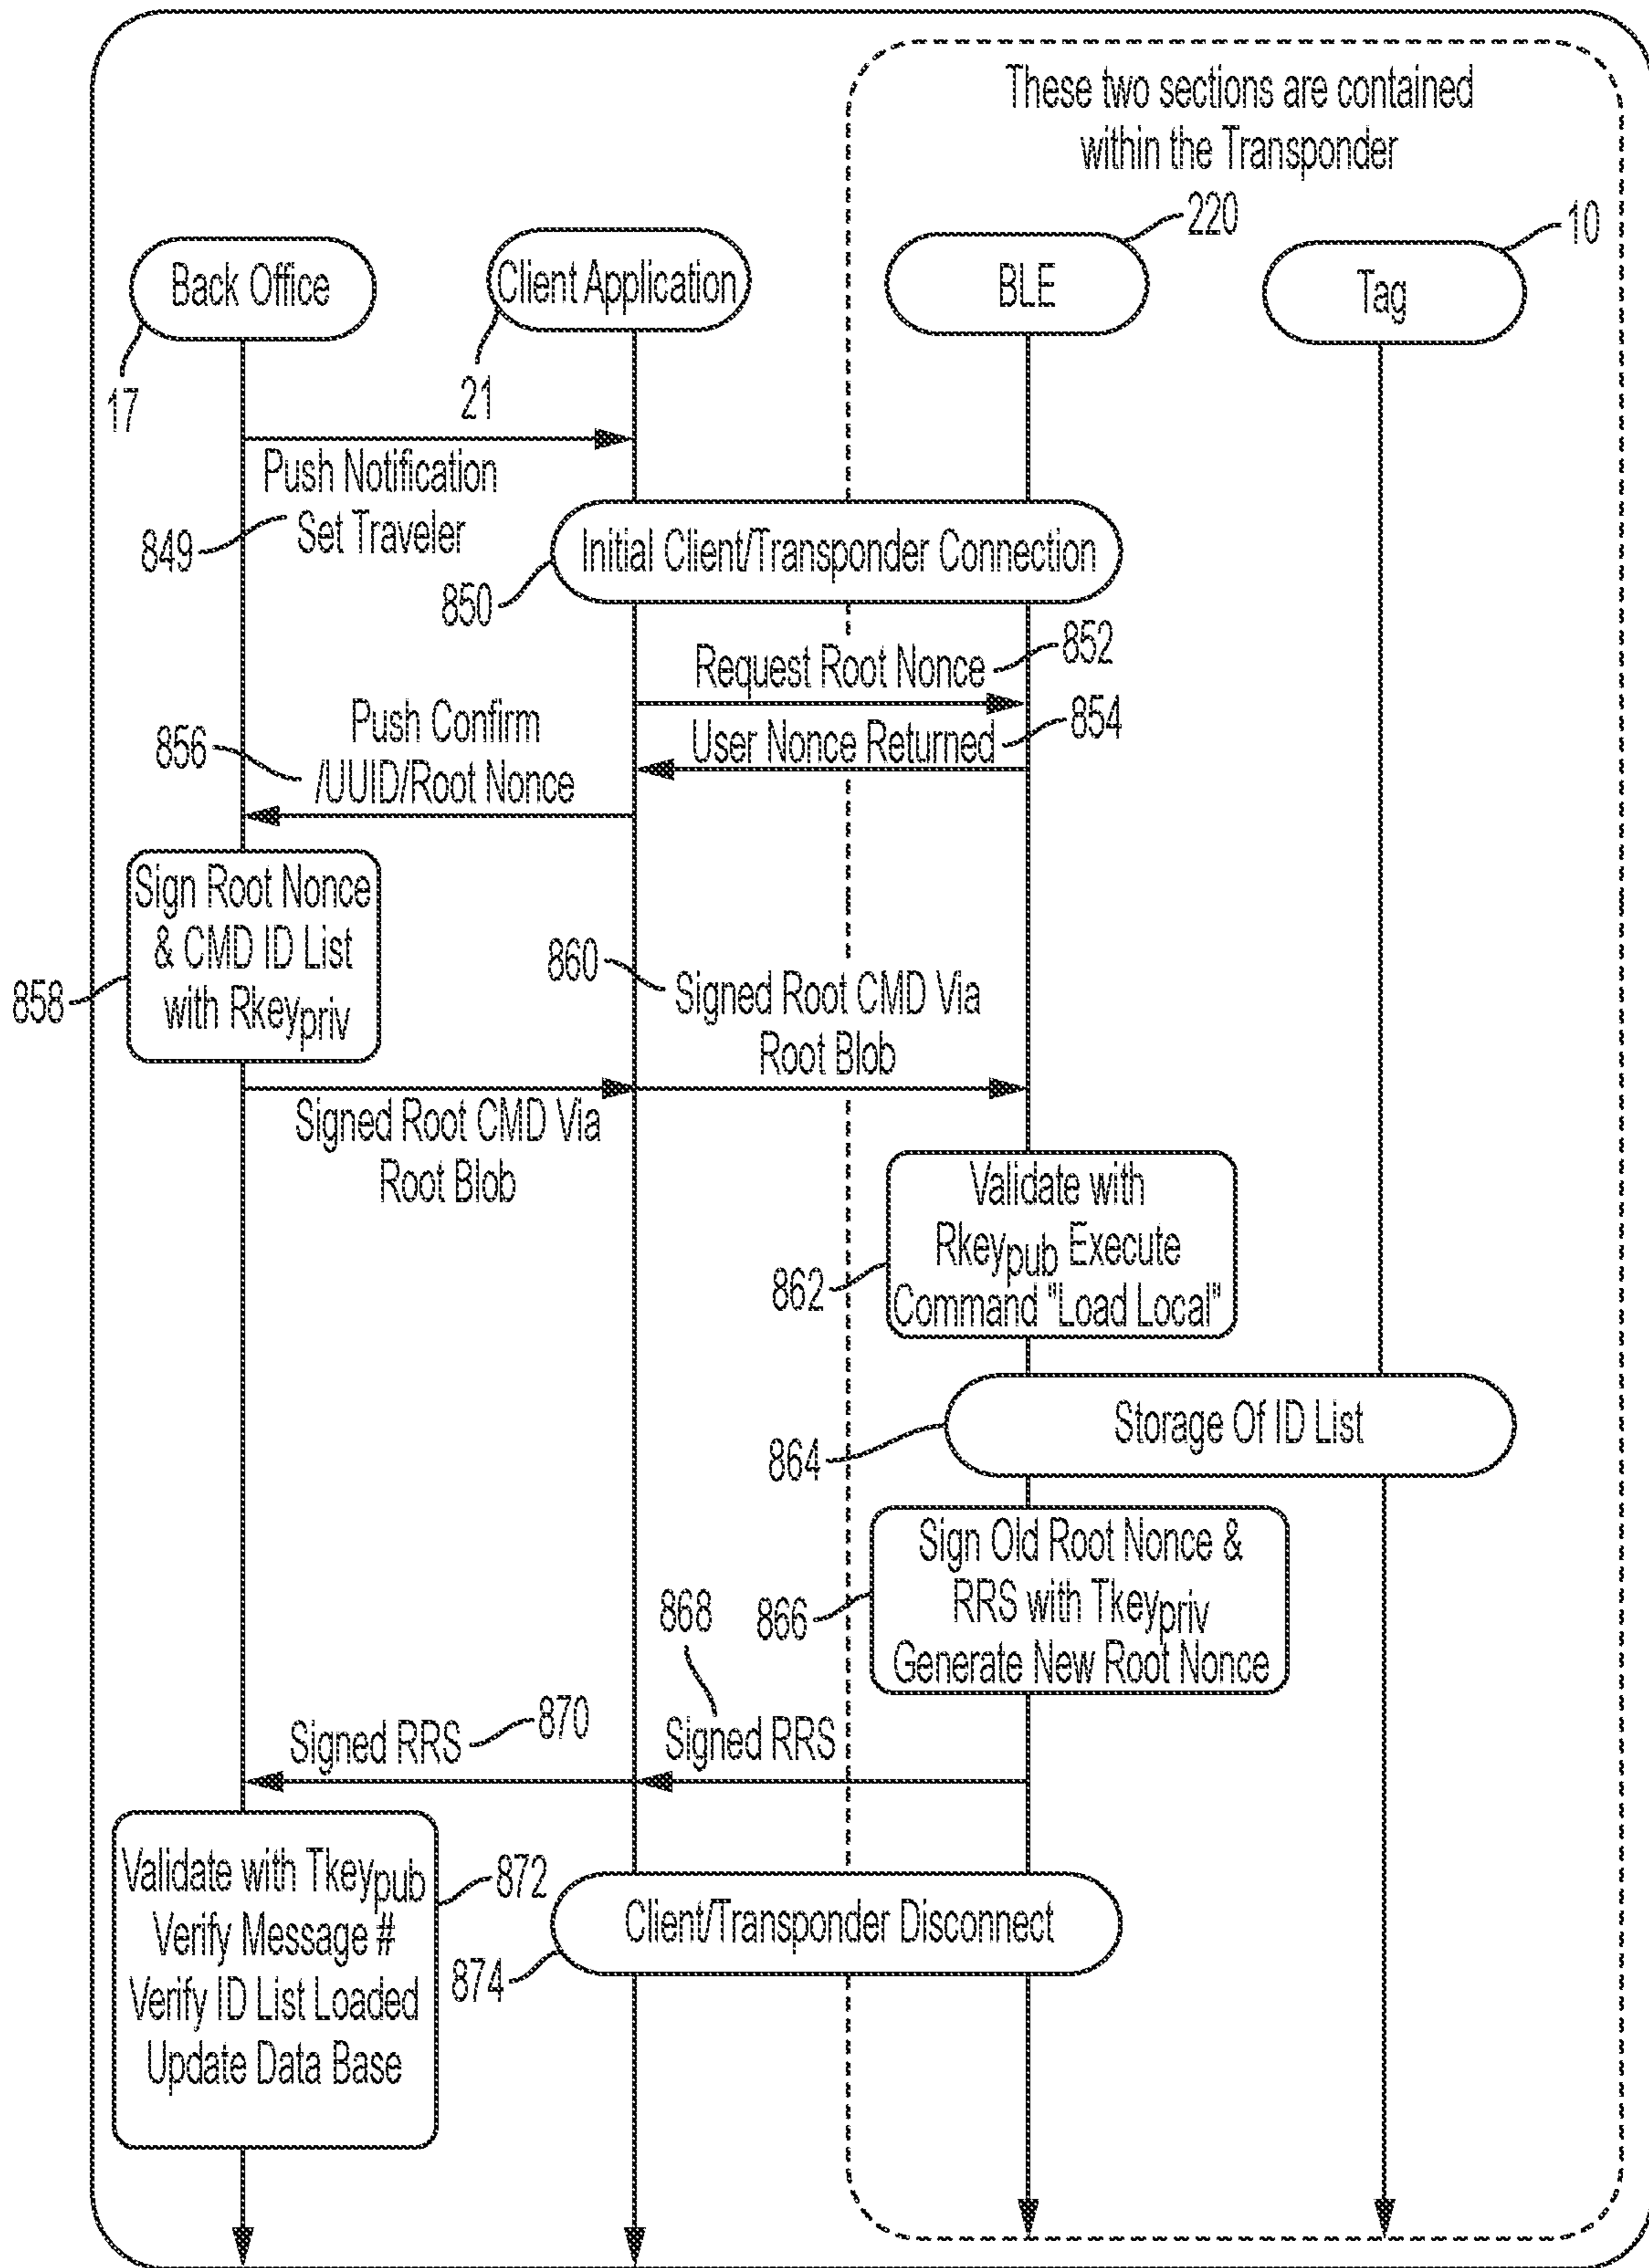 These two sections are contained
within the Transponder
220
10
Back Office
Client Application
BLE
Tag
17
21
Push Notification
Set Traveler
849
Initial Client/Transponder Connection
850
Request Root Nonce
852
User Nonce Returned
854
Push Confirm
/UUID/Root Nonce
856
Sign Root Nonce
& CMD ID List
with Rkeypriv
858
860
Signed Root CMD Via
Root Blob
Signed Root CMD Via
Root Blob
Validate with
Rkeypub Execute
Command "Load Local"
862
Storage Of ID List
864
Sign Old Root Nonce &
RRS with Tkeypriv
Generate New Root Nonce
866
868
Signed RRS
870
Signed RRS
Validate with Tkeypub
Verify Message #
Verify ID List Loaded
Update Data Base
872
Client/Transponder Disconnect
874